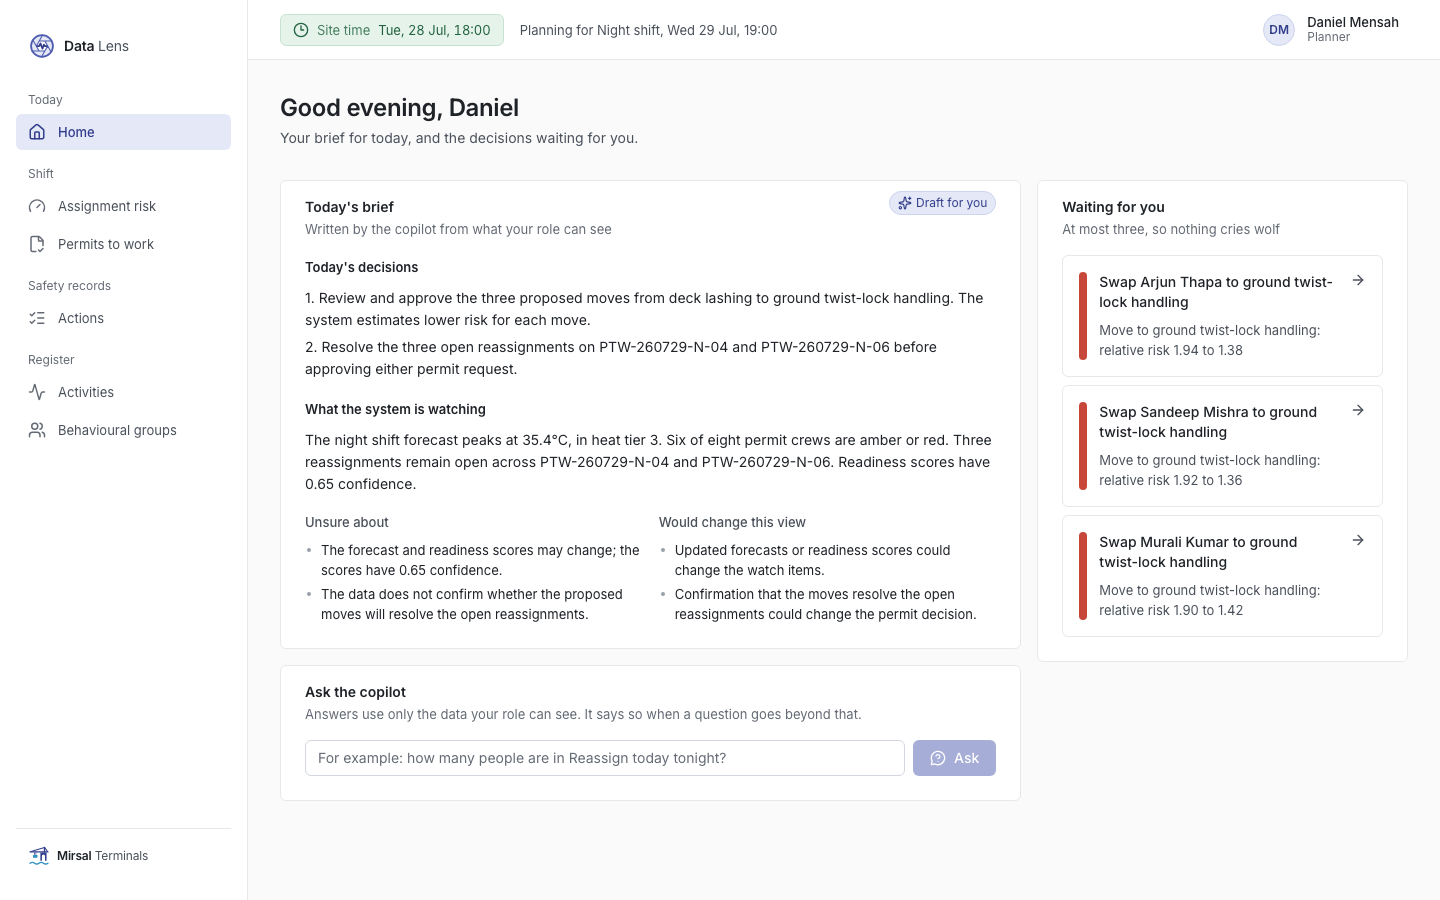 Data Lens
Today
Home
Shift
Assignment risk
Permits to work
Safety records
Actions
Register
Activities
Behavioural groups
Mirsal Terminals
Site time Tue, 28 Jul, 18:00
Planning for Night shift, Wed 29 Jul, 19:00
DM
Daniel Mensah
Planner
Good evening, Daniel
Your brief for today, and the decisions waiting for you.
Today's brief
Draft for you
Written by the copilot from what your role can see
Today's decisions
1. Review and approve the three proposed moves from deck lashing to ground twist-lock handling. The
system estimates lower risk for each move.
2. Resolve the three open reassignments on PTW-260729-N-04 and PTW-260729-N-06 before
approving either permit request.
What the system is watching
The night shift forecast peaks at 35.4°C, in heat tier 3. Six of eight permit crews are amber or red. Three
reassignments remain open across PTW-260729-N-04 and PTW-260729-N-06. Readiness scores have
0.65 confidence.
Unsure about
The forecast and readiness scores may change; the
scores have 0.65 confidence.
The data does not confirm whether the proposed
moves will resolve the open reassignments.
Would change this view
Updated forecasts or readiness scores could
change the watch items.
Confirmation that the moves resolve the open
reassignments could change the permit decision.
Ask the copilot
Answers use only the data your role can see. It says so when a question goes beyond that.
For example: how many people are in Reassign today tonight?
Ask
Waiting for you
At most three, so nothing cries wolf
Swap Arjun Thapa to ground twist-
lock handling
Move to ground twist-lock handling:
relative risk 1.94 to 1.38
Swap Sandeep Mishra to ground
twist-lock handling
Move to ground twist-lock handling:
relative risk 1.92 to 1.36
Swap Murali Kumar to ground
twist-lock handling
Move to ground twist-lock handling:
relative risk 1.90 to 1.42